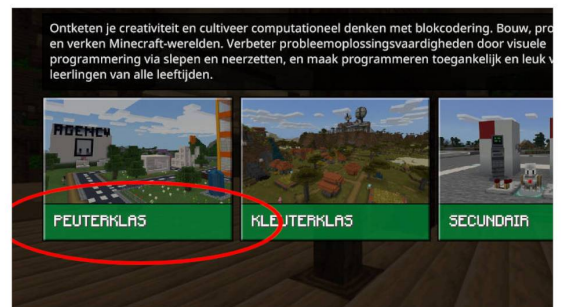 Ontketen je creativiteit en cultiveer computationeel denken met blokcodering. Bouw,
en verken Minecraft-werelden. Verbeter probleemoplossingsvaardigheden door visuele
programmering via slepen en neerzetten, en maak programmeren toegankelijk en leuk
leerlingen van alle leeftijden.
AGENCY
PEUTERKLAS
KLEUTERKLAS
SECUNDAIR